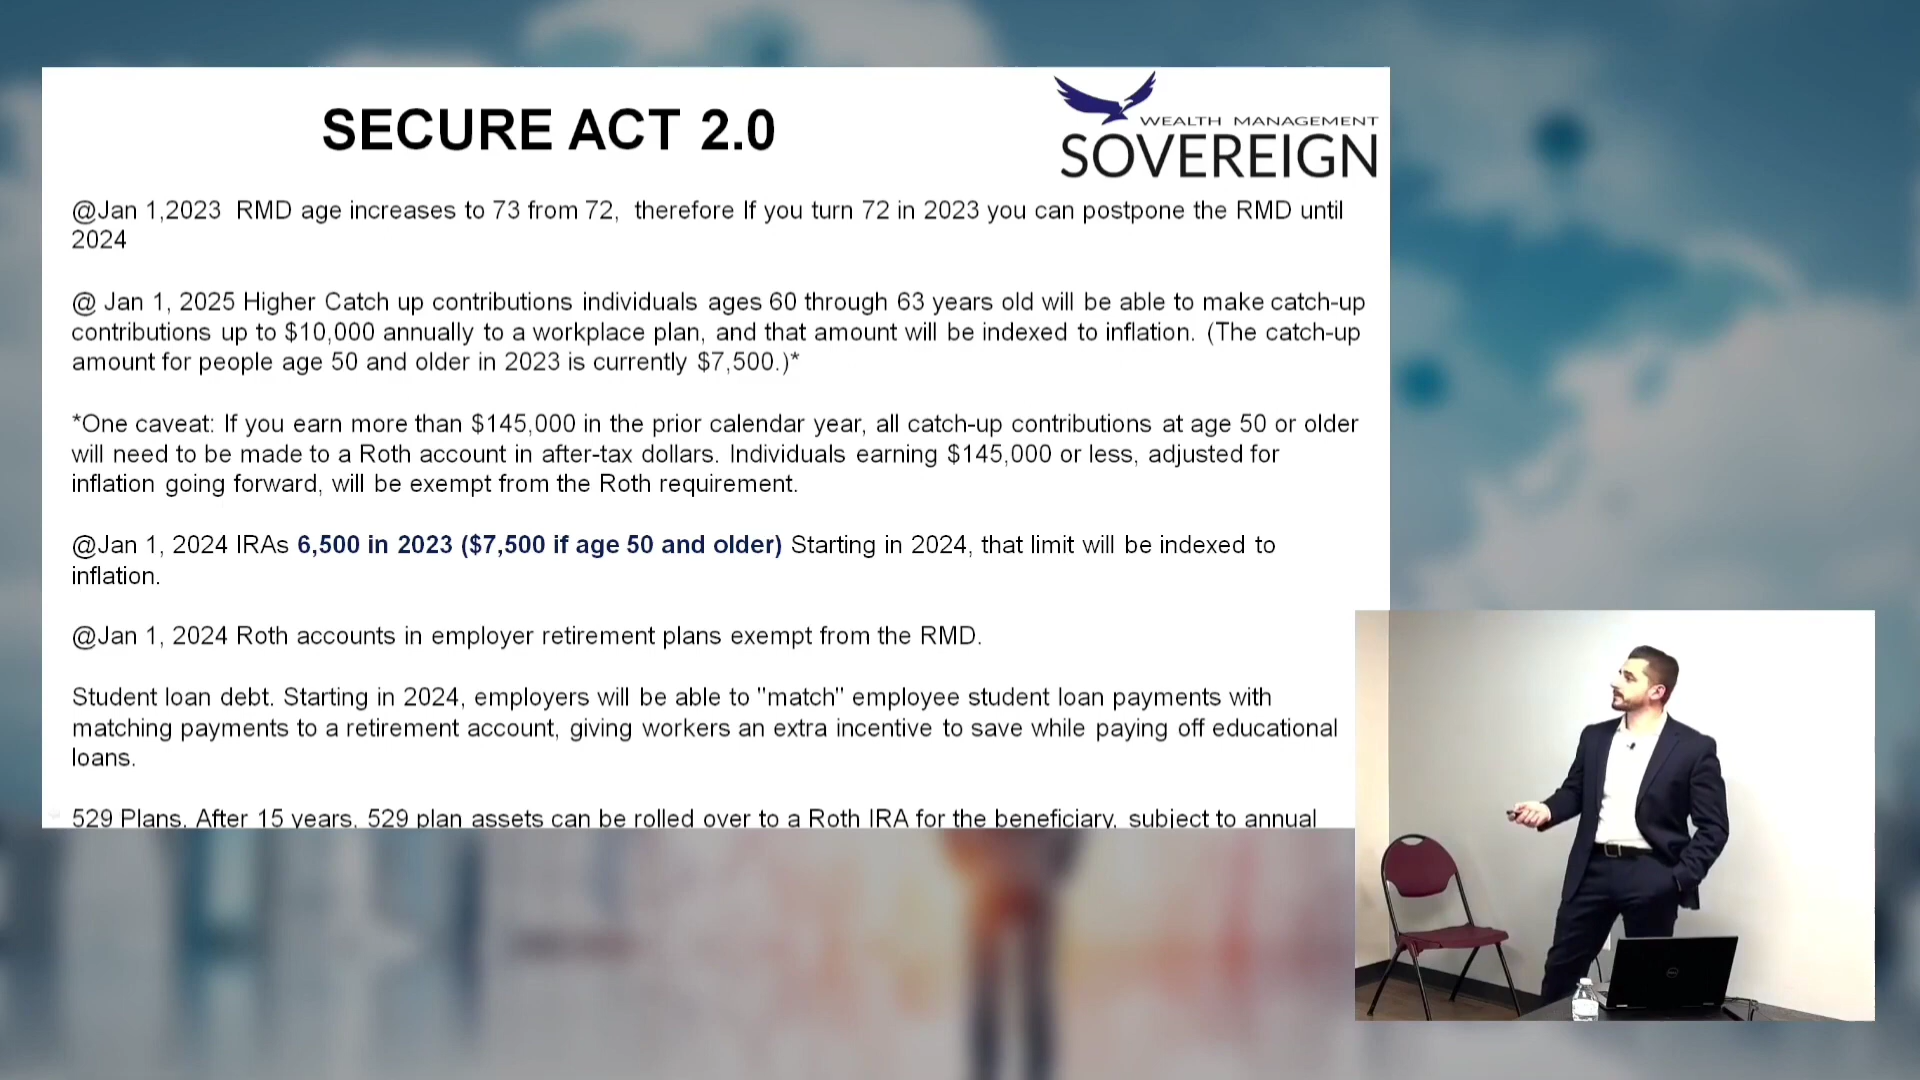 SECURE ACT 2.0
WEALTH MANAGEMENT
SOVEREIGN
@Jan 1,2023  RMD age increases to 73 from 72,  therefore If you turn 72 in 2023 you can postpone the RMD until
2024
@ Jan 1, 2025 Higher Catch up contributions individuals ages 60 through 63 years old will be able to make catch-up
contributions up to $10,000 annually to a workplace plan, and that amount will be indexed to inflation. (The catch-up
amount for people age 50 and older in 2023 is currently $7,500.)*
*One caveat: If you earn more than $145,000 in the prior calendar year, all catch-up contributions at age 50 or older
will need to be made to a Roth account in after-tax dollars. Individuals earning $145,000 or less, adjusted for
inflation going forward, will be exempt from the Roth requirement.
@Jan 1, 2024 IRAs 6,500 in 2023 ($7,500 if age 50 and older) Starting in 2024, that limit will be indexed to
inflation.
@Jan 1, 2024 Roth accounts in employer retirement plans exempt from the RMD.
Student loan debt. Starting in 2024, employers will be able to "match" employee student loan payments with
matching payments to a retirement account, giving workers an extra incentive to save while paying off educational
loans.
529 Plans. After 15 years, 529 plan assets can be rolled over to a Roth IRA for the beneficiary, subject to annual